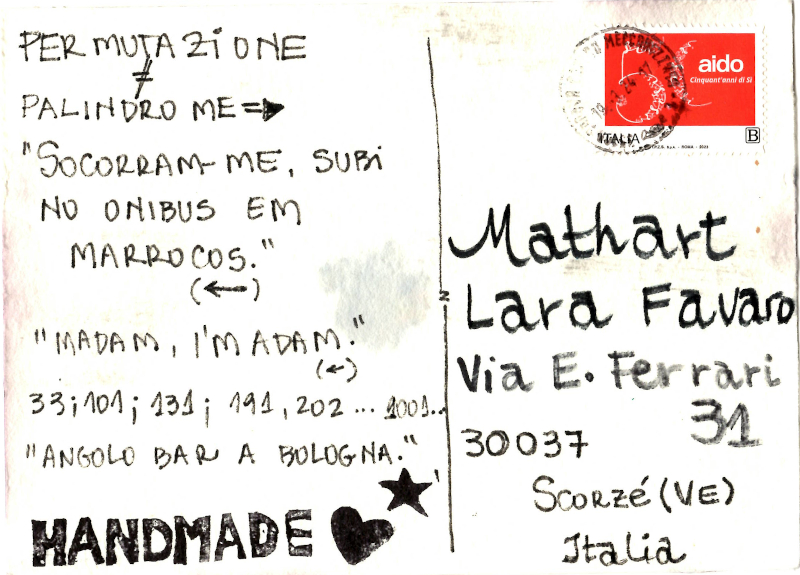 PERMUTAZIONE
≠
PALINDROME ⇒
"SOCORRAM-ME, SUBI
NO ONIBUS EM
MARROCOS."
(←)
"MADAM, I'M ADAM."
(←)
33; 101; 131; 191, 202 ... 1001..
"ANGOLO BAR A BOLOGNA."
HANDMADE
aido
Cinquant'anni di Sì
ITALIA
B
Mathart
Lara Favaro
Via E. Ferrari
31
30037
Scorzé (VE)
Italia